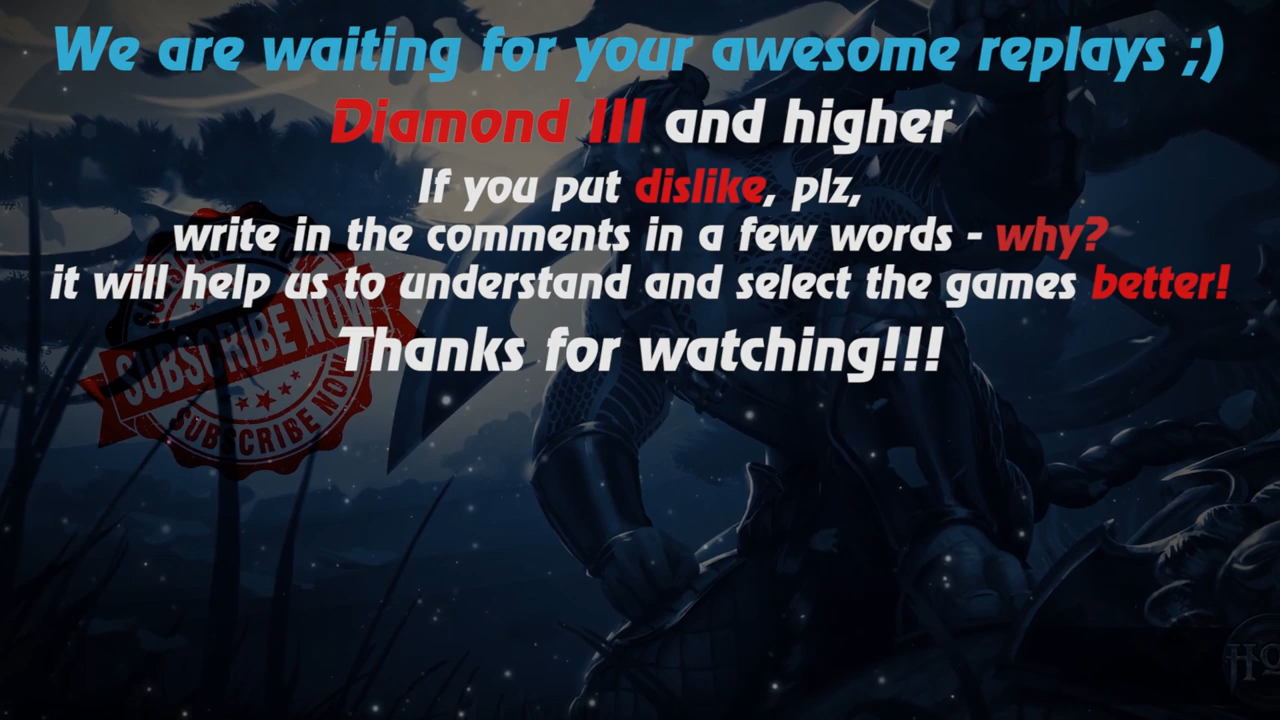 We are waiting for your awesome replays ;)
Diamond III and higher
If you put dislike, plz,
write in the comments in a few words - why?
it will help us to understand and select the games better!
Thanks for watching!!!
SUBSCRIBE NOW
SUBSCRIBE NOW
SUBSCRIBE NOW